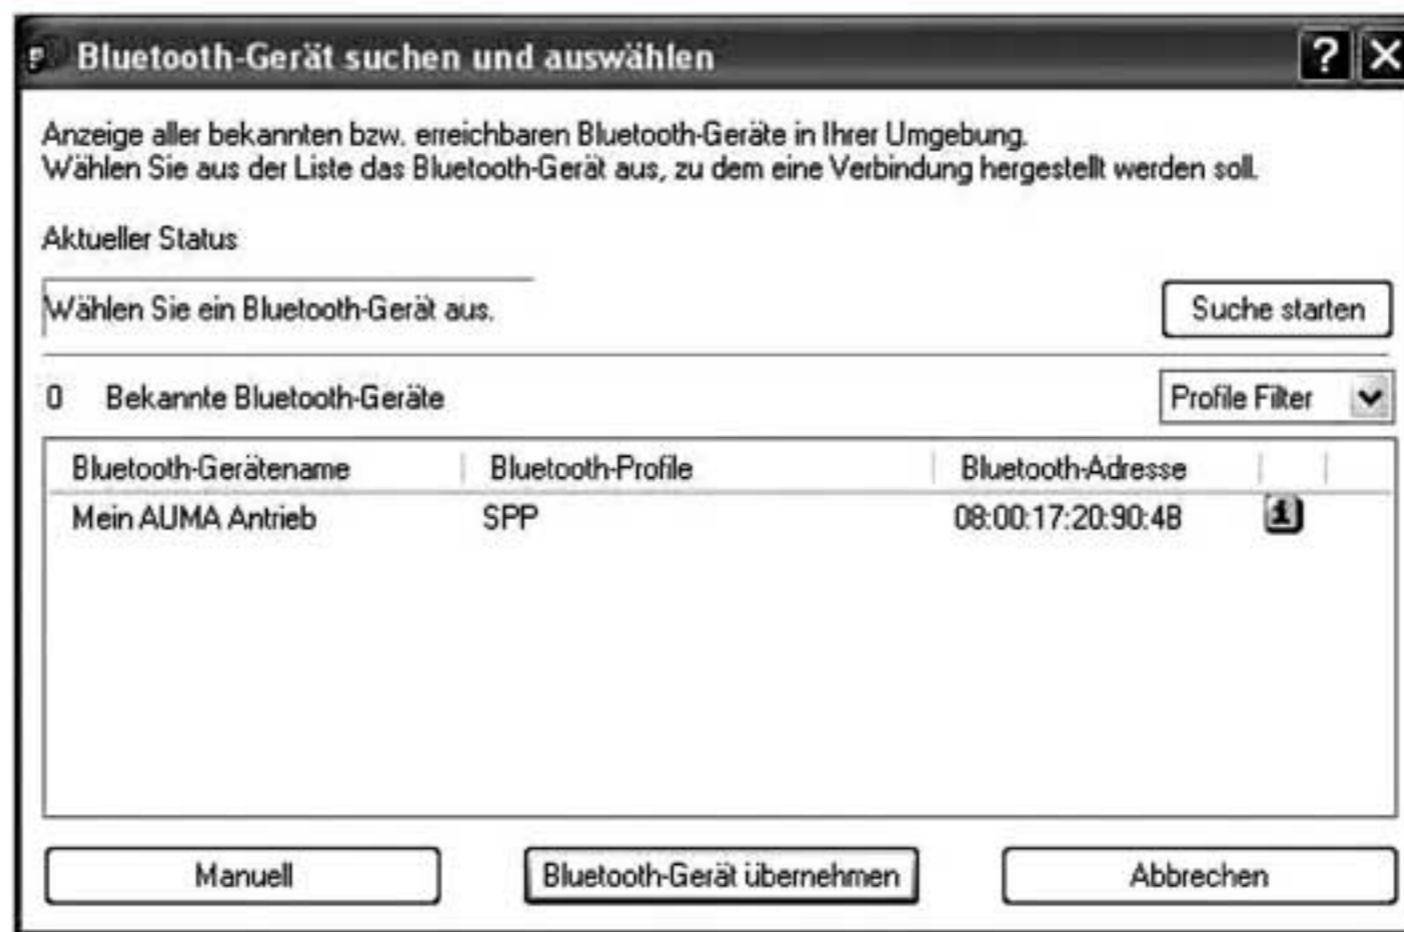 Bluetooth-Gerät suchen und auswählen
Anzeige aller bekannten bzw. erreichbaren Bluetooth-Geräte in Ihrer Umgebung.
Wählen Sie aus der Liste das Bluetooth-Gerät aus, zu dem eine Verbindung hergestellt werden soll.
Aktueller Status
Wählen Sie ein Bluetooth-Gerät aus. Suche starten
0 Bekannte Bluetooth-Geräte Profile Filter
Bluetooth-Gerätename Bluetooth-Profile Bluetooth-Adresse
Mein AUMA Antrieb SPP 08:00:17:20:90:4B
Manuell Bluetooth-Gerät übernehmen Abbrechen